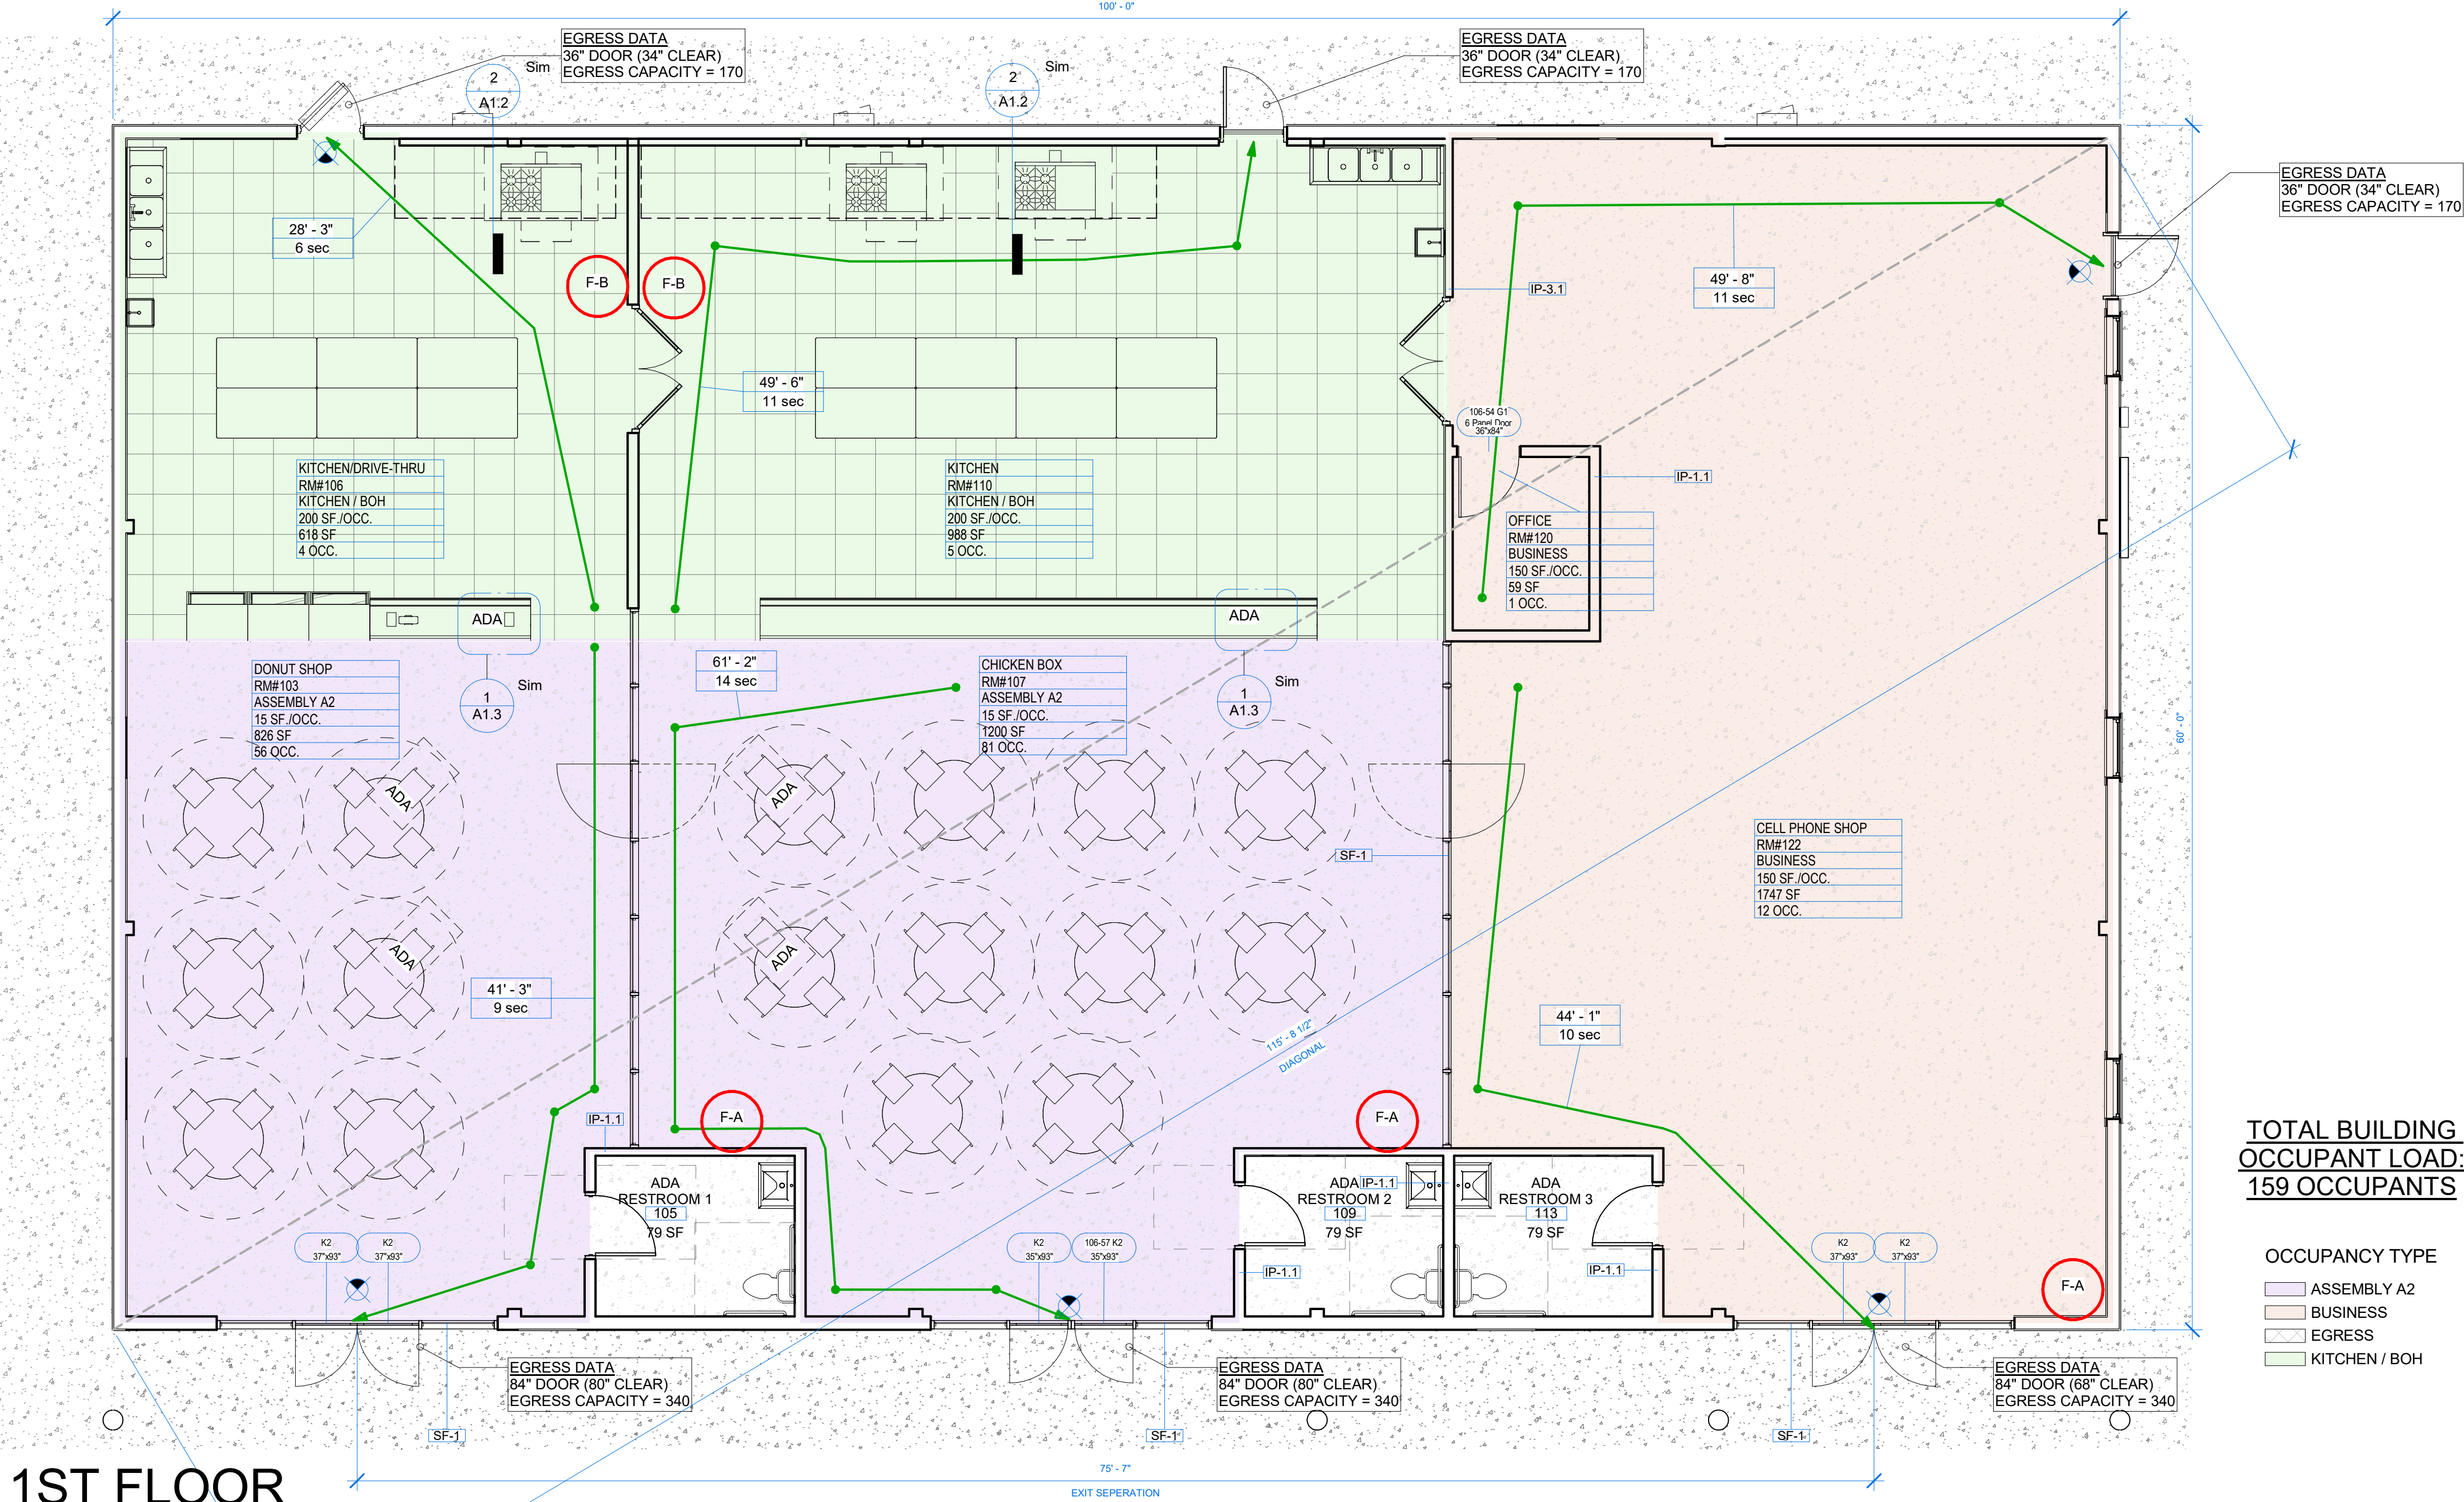 100' - 0"
EGRESS DATA
36" DOOR (34" CLEAR)
EGRESS CAPACITY = 170
2
A1.2
Sim
2
A1.2
Sim
EGRESS DATA
36" DOOR (34" CLEAR)
EGRESS CAPACITY = 170
EGRESS DATA
36" DOOR (34" CLEAR)
EGRESS CAPACITY = 170
28' - 3"
6 sec
F-B
F-B
IP-3.1
49' - 8"
11 sec
49' - 6"
11 sec
106-54 G1
6 Panel Door
36"x84"
KITCHEN/DRIVE-THRU
RM#106
KITCHEN / BOH
200 SF./OCC.
618 SF
4 OCC.
KITCHEN
RM#110
KITCHEN / BOH
200 SF./OCC.
988 SF
5 OCC.
IP-1.1
OFFICE
RM#120
BUSINESS
150 SF./OCC.
59 SF
1 OCC.
ADA
ADA
DONUT SHOP
RM#103
ASSEMBLY A2
15 SF./OCC.
826 SF
56 OCC.
1
A1.3
Sim
61' - 2"
14 sec
CHICKEN BOX
RM#107
ASSEMBLY A2
15 SF./OCC.
1200 SF
81 OCC.
1
A1.3
Sim
60' - 0"
ADA
ADA
SF-1
CELL PHONE SHOP
RM#122
BUSINESS
150 SF./OCC.
1747 SF
12 OCC.
ADA
ADA
41' - 3"
9 sec
44' - 1"
10 sec
115' - 8 1/2"
DIAGONAL
IP-1.1
F-A
F-A
TOTAL BUILDING
OCCUPANT LOAD:
159 OCCUPANTS
ADA
RESTROOM 1
105
79 SF
ADA
RESTROOM 2
109
79 SF
IP-1.1
ADA
RESTROOM 3
113
79 SF
K2
37"x93"
K2
37"x93"
K2
35"x93"
106-57 K2
35"x93"
IP-1.1
IP-1.1
K2
37"x93"
K2
37"x93"
F-A
OCCUPANCY TYPE
ASSEMBLY A2
BUSINESS
EGRESS
KITCHEN / BOH
EGRESS DATA
84" DOOR (80" CLEAR)
EGRESS CAPACITY = 340
EGRESS DATA
84" DOOR (80" CLEAR)
EGRESS CAPACITY = 340
EGRESS DATA
84" DOOR (68" CLEAR)
EGRESS CAPACITY = 340
SF-1
SF-1
SF-1
75' - 7"
EXIT SEPERATION
1ST FLOOR